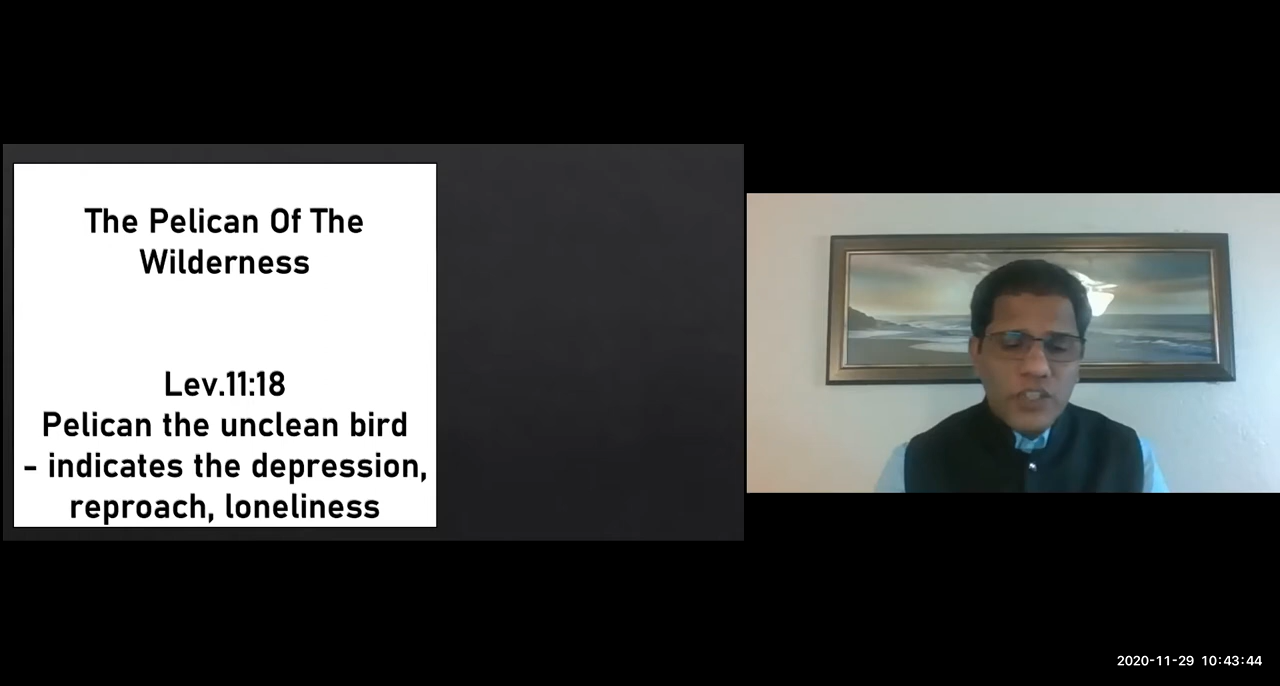 The Pelican Of The
Wilderness
Lev.11:18
Pelican the unclean bird
- indicates the depression,
reproach, loneliness
2020-11-29 10:43:44